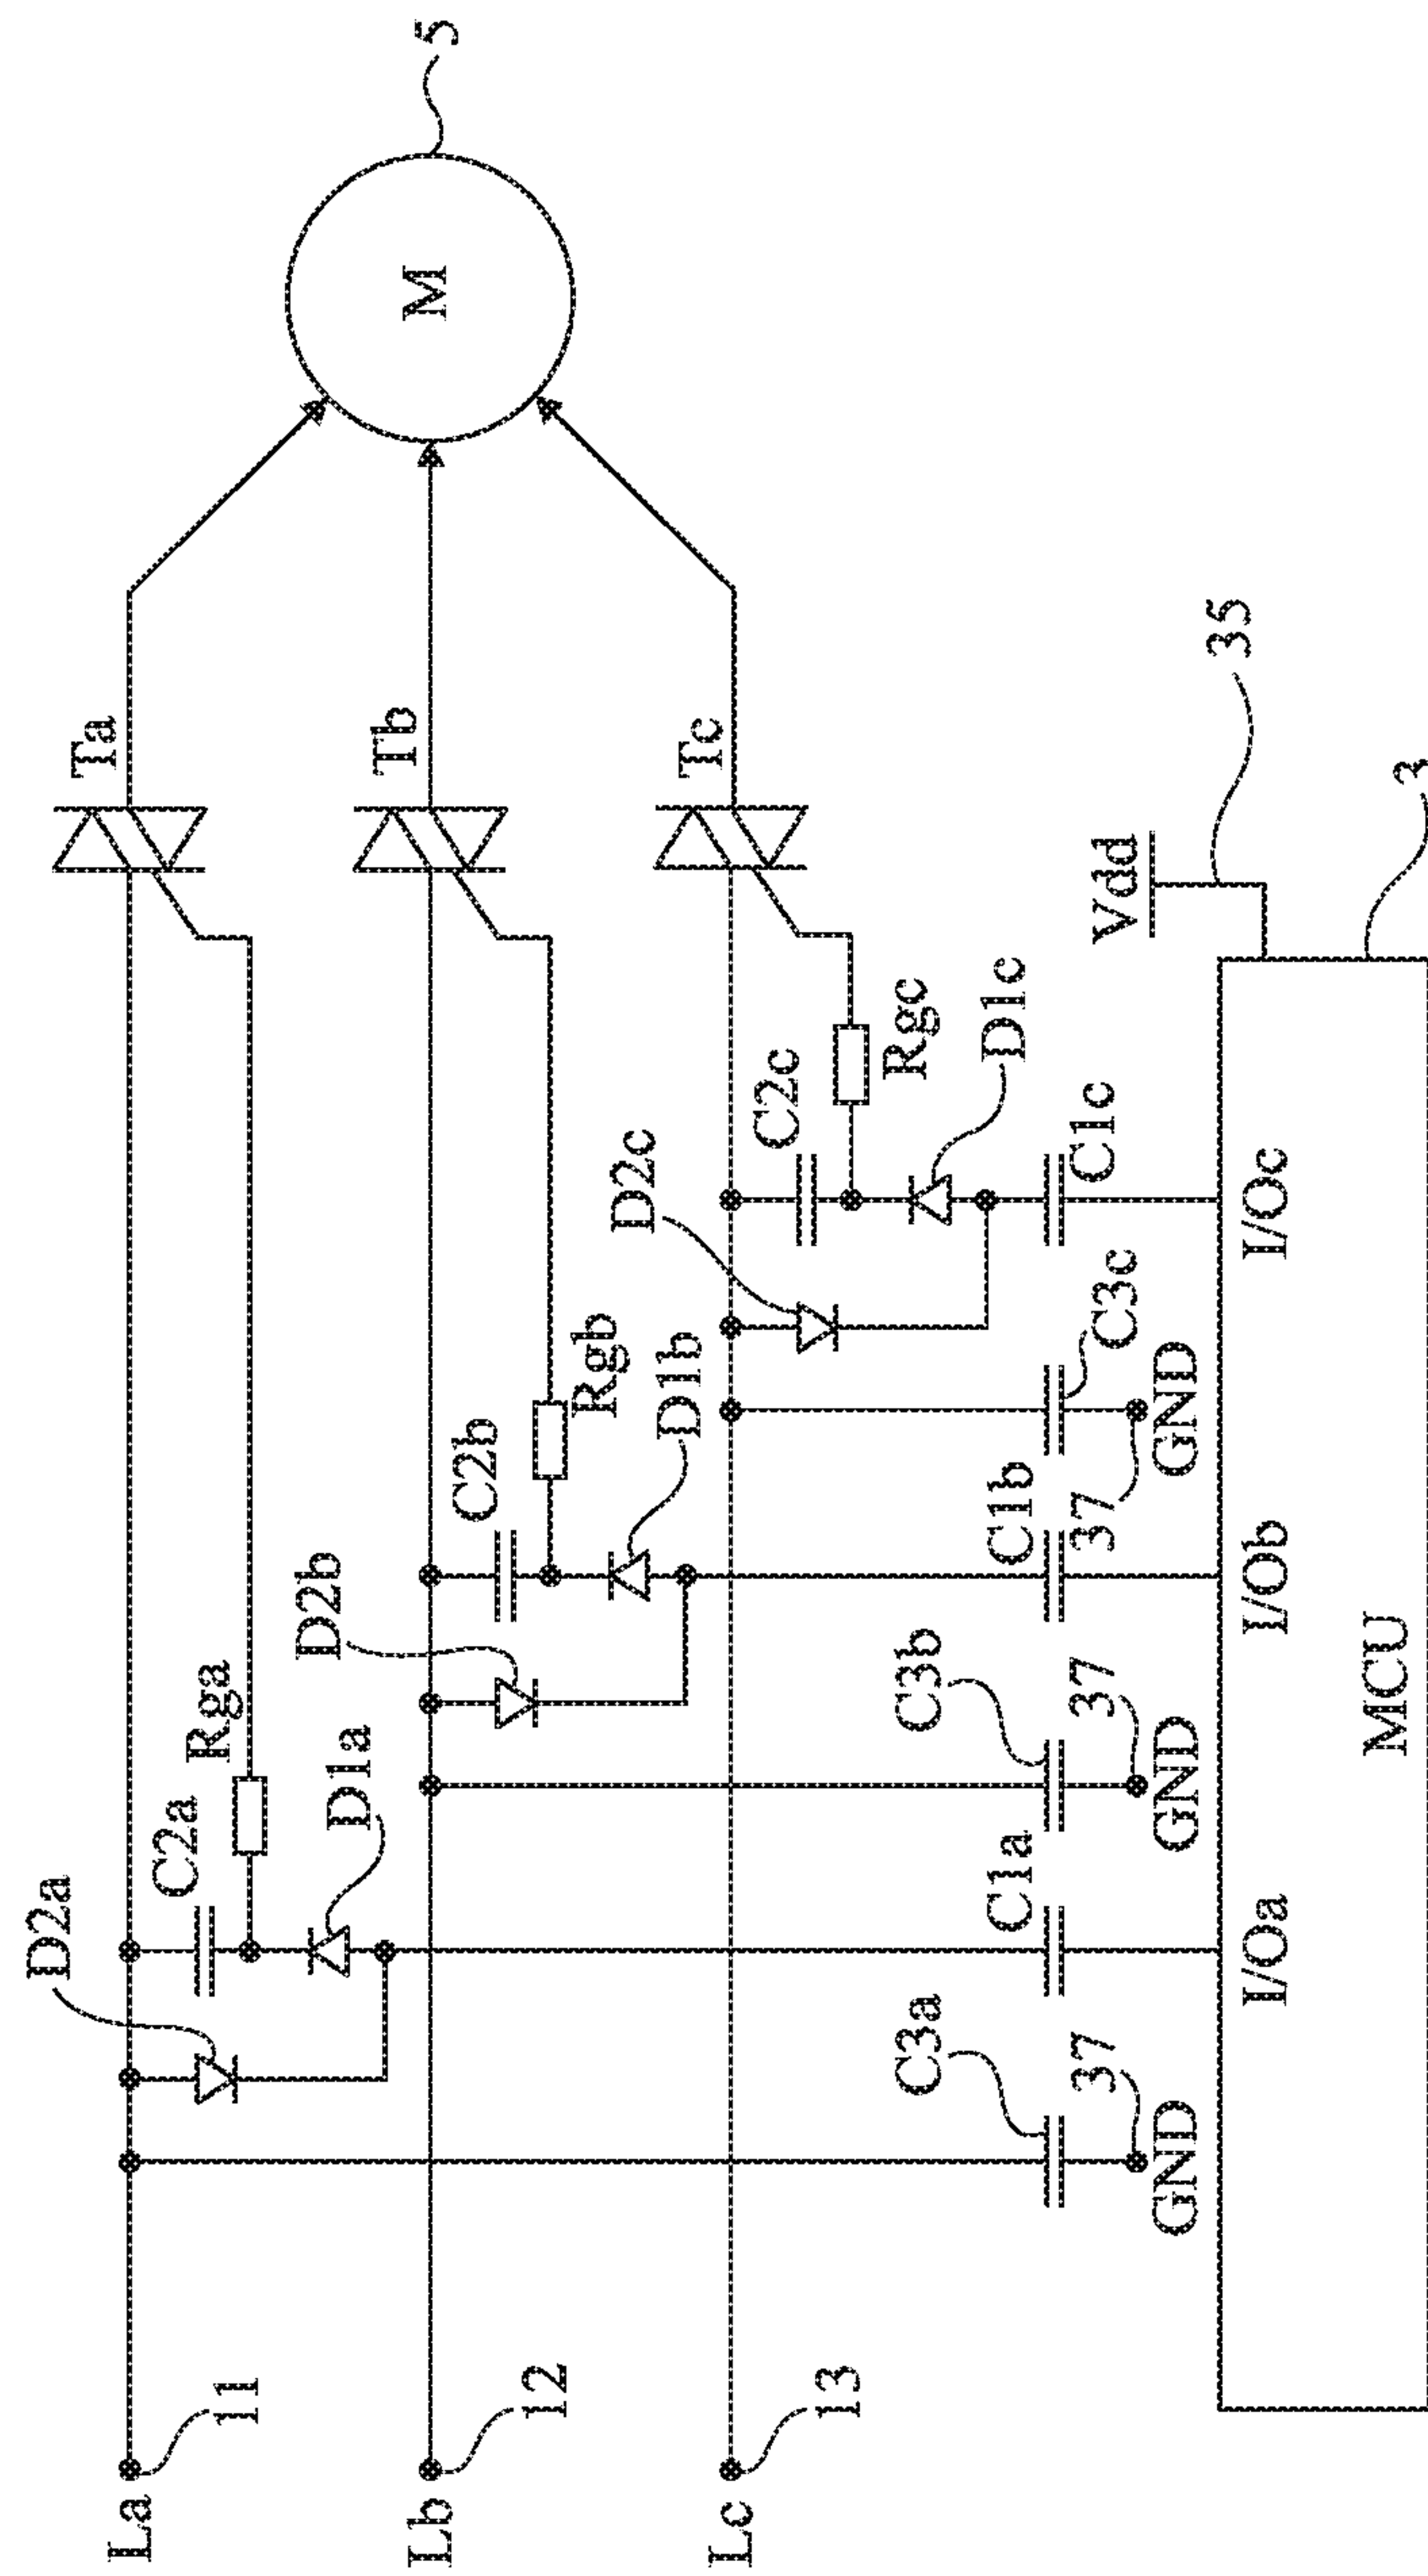 La
11
Lb
12
Lc
13
D2a
C2a
Rga
D1a
Ta
D2b
C2b
Rgb
D1b
Tb
D2c
C2c
Rgc
D1c
Tc
M
5
C3a
37
GND
C1a
C3b
37
GND
C1b
C3c
37
GND
C1c
Vdd
35
I/Oa
I/Ob
I/Oc
MCU
3